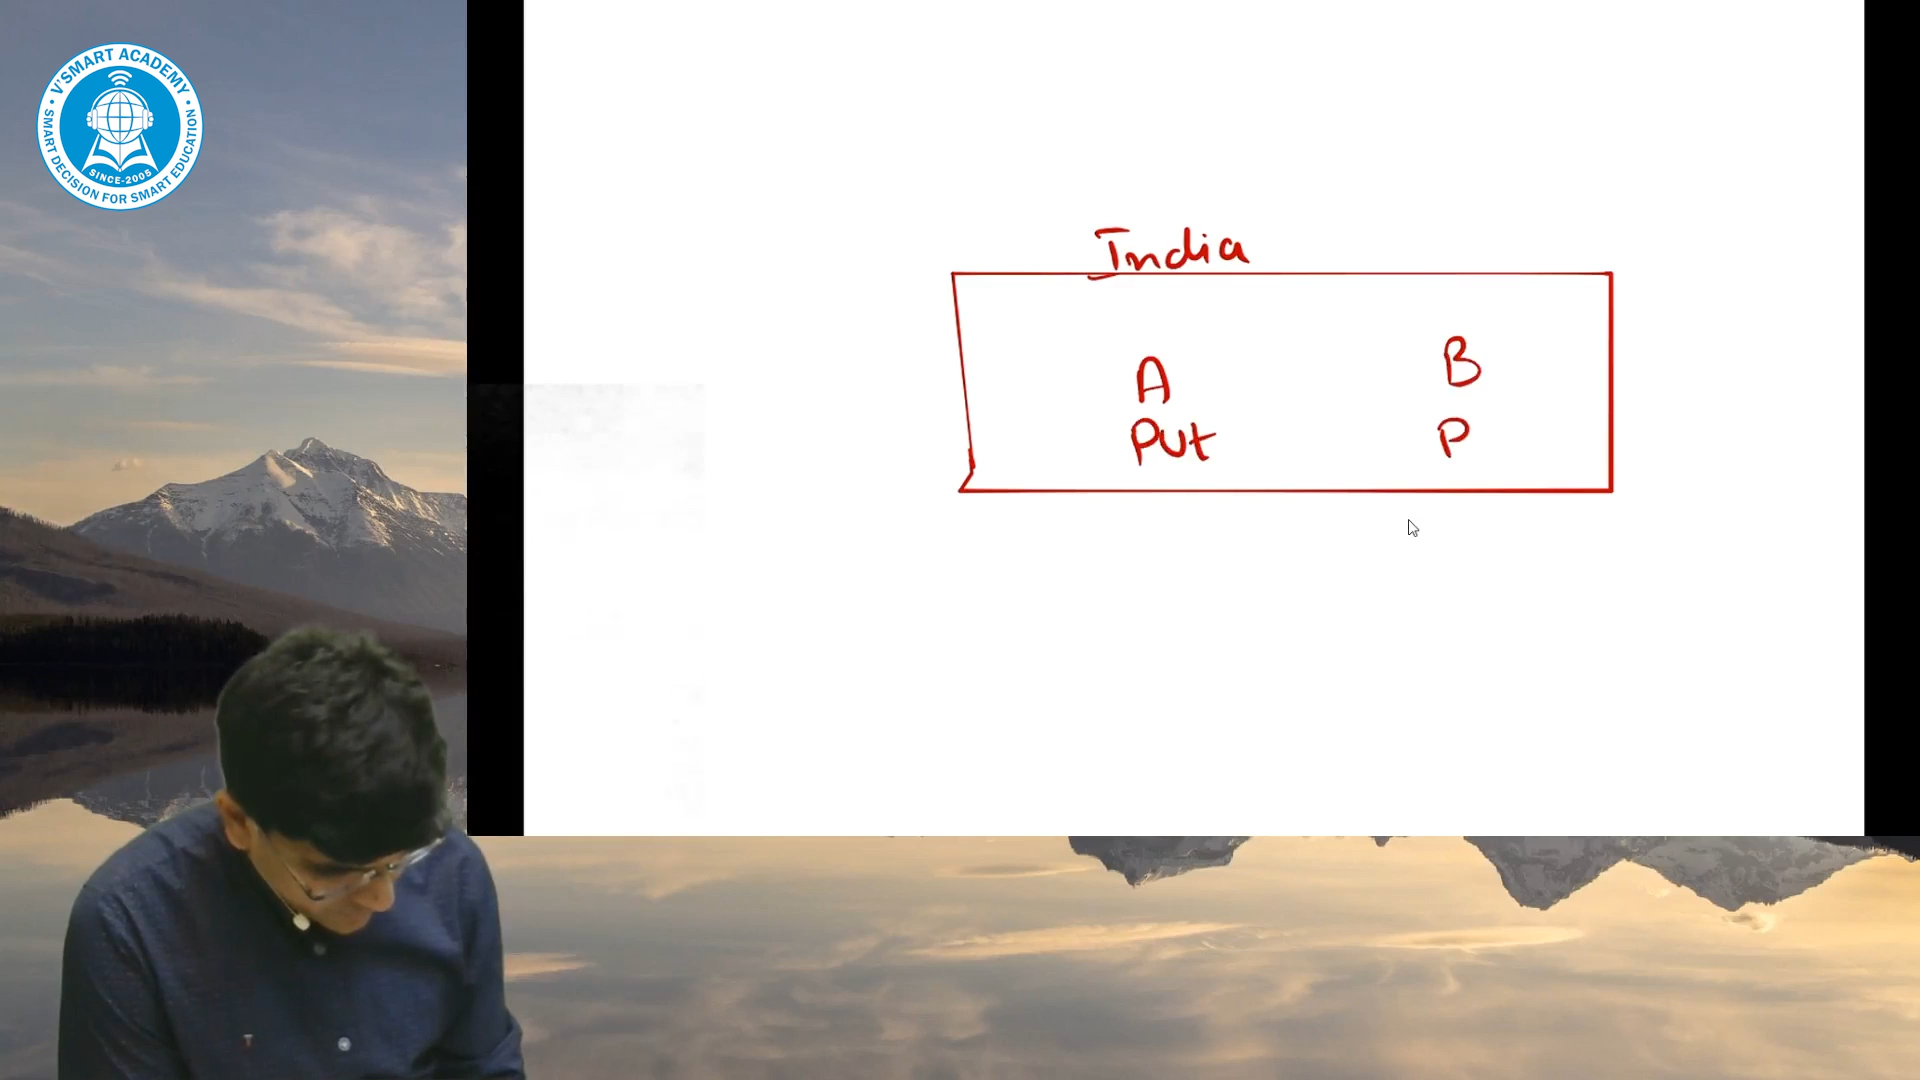 V'SMART ACADEMY
SMART DECISION FOR SMART EDUCATION
SINCE-2005
India
A
B
Put
P